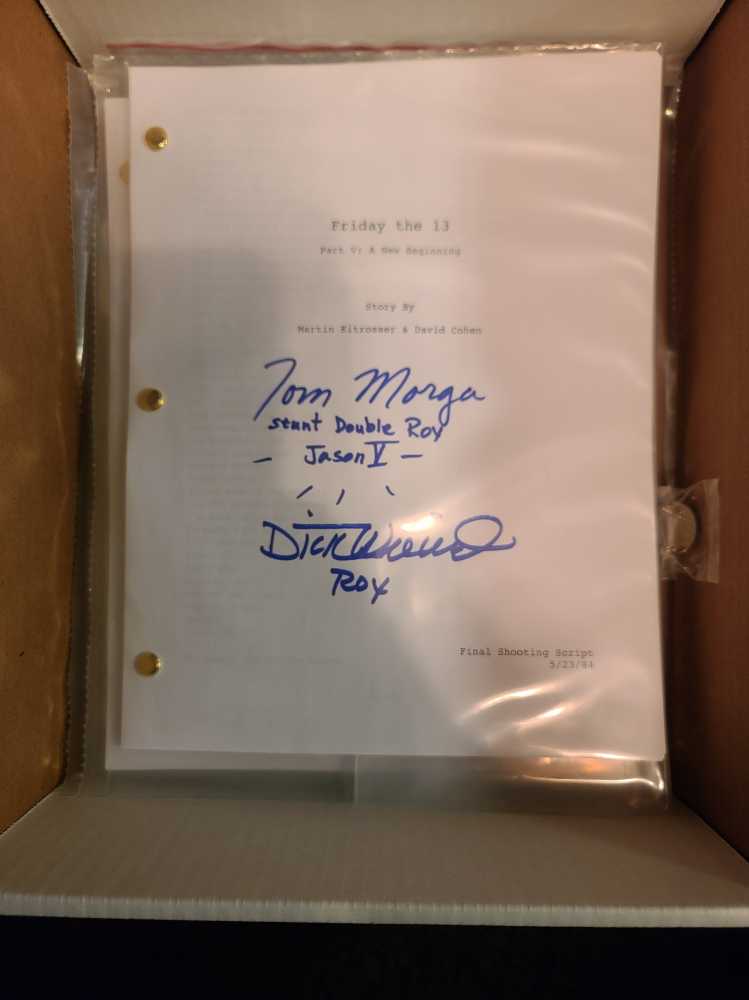 Friday the 13
Part V: A New Beginning
Story By
Martin Kitrosser & David Cohen
Tom Morga
stunt Double Roy
- Jason V -
Dick Wieand
Roy
Final Shooting Script
5/23/84